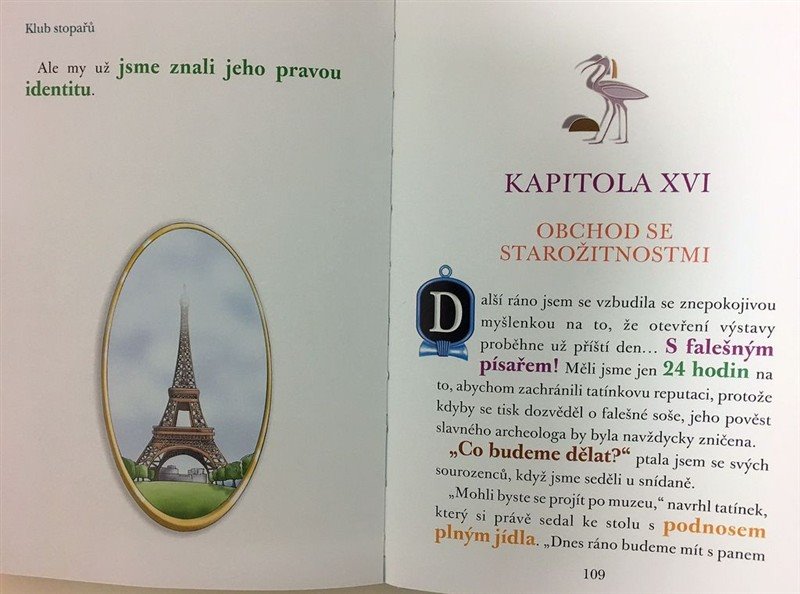 Klub stopařů
Ale my už jsme znali jeho pravou
identitu.
KAPITOLA XVI
OBCHOD SE
STAROŽITNOSTMI
Další ráno jsem se vzbudila se znepokojivou
myšlenkou na to, že otevření výstavy
proběhne už příští den… S falešným
písařem! Měli jsme jen 24 hodin na
to, abychom zachránili tatínkovu reputaci, protože
kdyby se tisk dozvěděl o falešné soše, jeho pověst
slavného archeologa by byla navždycky zničena.
„Co budeme dělat?“ ptala jsem se svých
sourozenců, když jsme seděli u snídaně.
„Mohli byste se projít po muzeu,“ navrhl tatínek,
který si právě sedal ke stolu s podnosem
plným jídla. „Dnes ráno budeme mít s panem
109